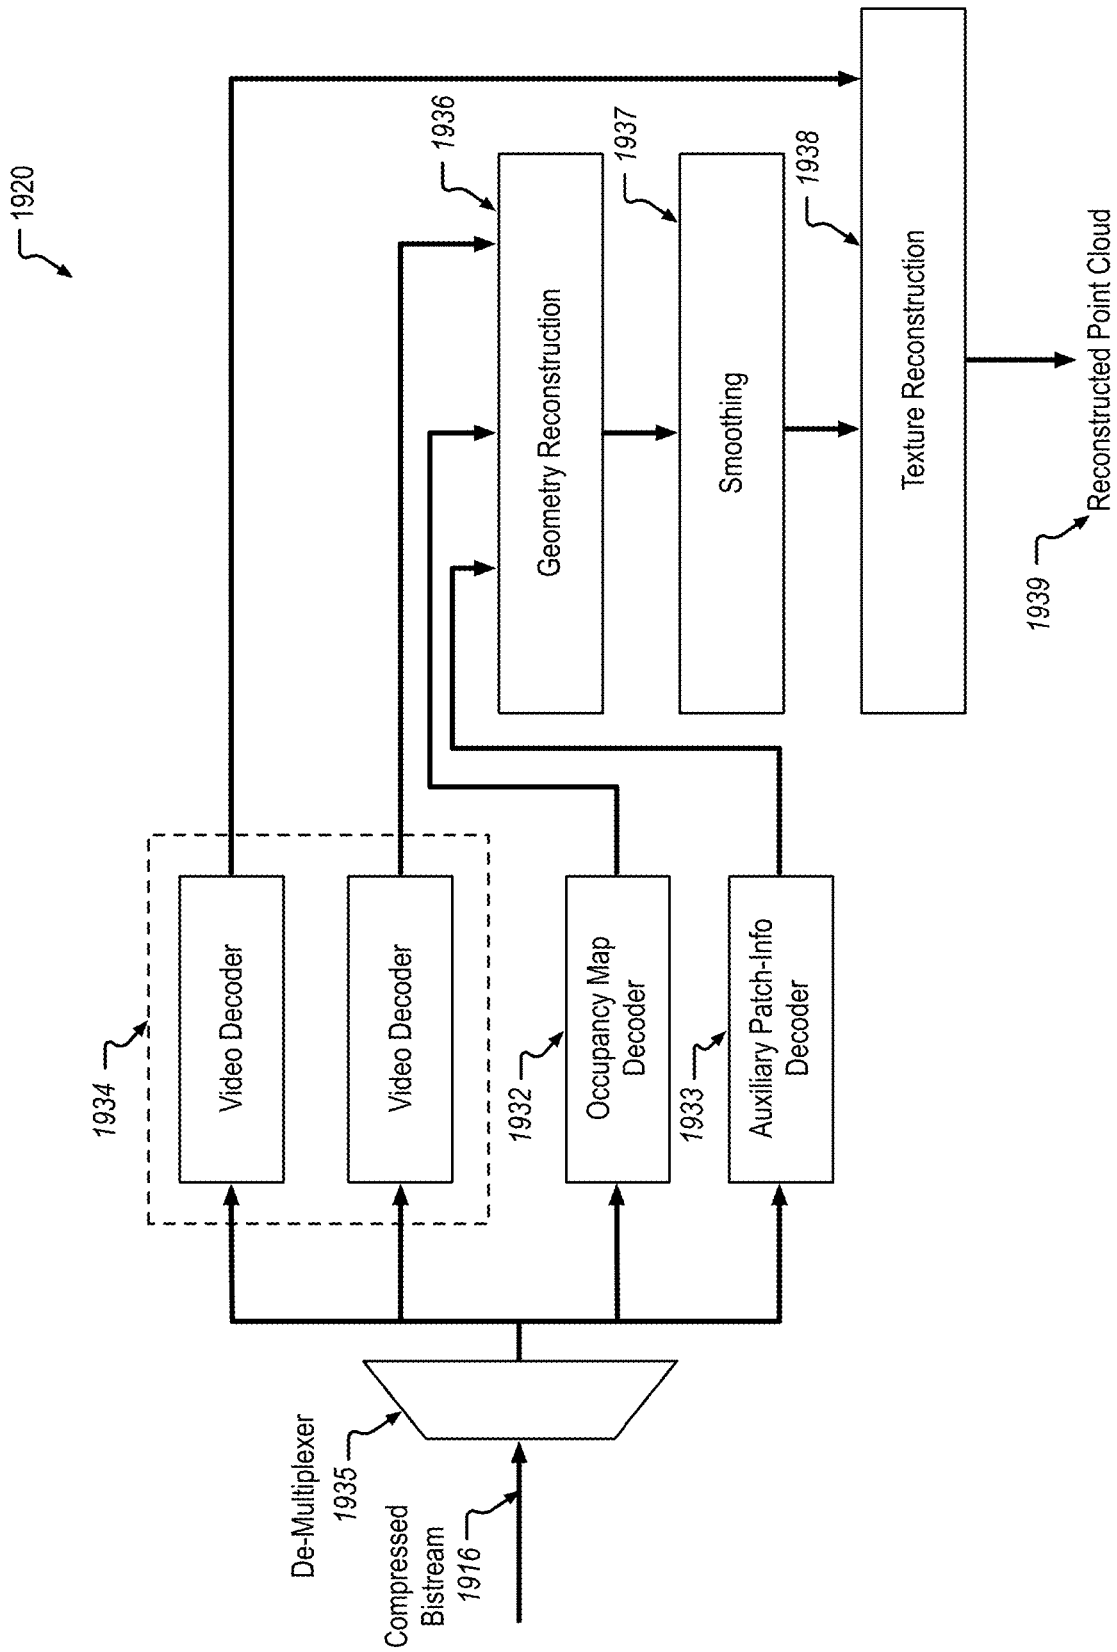 1920
1934
Video Decoder
Video Decoder
1932
Occupancy Map
Decoder
1933
Auxiliary Patch-Info
Decoder
De-Multiplexer
1935
Compressed
Bistream
1916
1936
Geometry Reconstruction
1937
Smoothing
1938
Texture Reconstruction
1939
Reconstructed Point Cloud